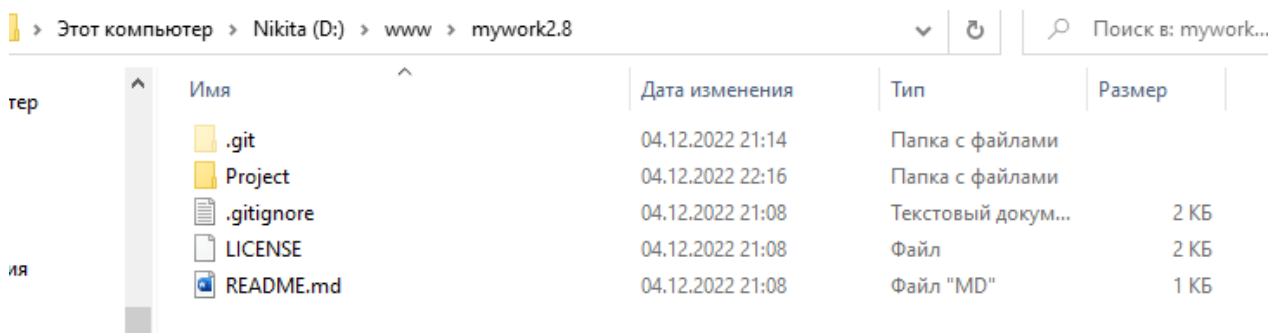 Этот компьютер > Nikita (D:) > www > mywork2.8 Поиск в: mywork...
Имя Дата изменения Тип Размер
тер
.git 04.12.2022 21:14 Папка с файлами
Project 04.12.2022 22:16 Папка с файлами
.gitignore 04.12.2022 21:08 Текстовый докум... 2 КБ
LICENSE 04.12.2022 21:08 Файл 2 КБ
ия
README.md 04.12.2022 21:08 Файл "MD" 1 КБ